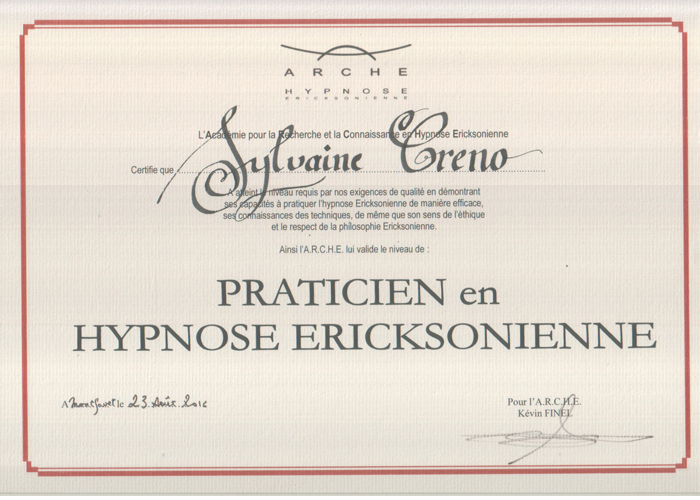 ARCHE
HYPNOSE
ERICKSONIENNE
L'Académie pour la Recherche et la Connaissance en Hypnose Ericksonienne
Certifie que Sylvaine Creno
A atteint le niveau requis par nos exigences de qualité en démontrant
ses capacités à pratiquer l'hypnose Ericksonienne de manière efficace,
ses connaissances des techniques, de même que son sens de l'éthique
et le respect de la philosophie Ericksonienne.
Ainsi l'A.R.C.H.E. lui valide le niveau de :
PRATICIEN en
HYPNOSE ERICKSONIENNE
A Montfavet le 23. Août. 2016
Pour l'A.R.C.H.E.
Kévin FINEL